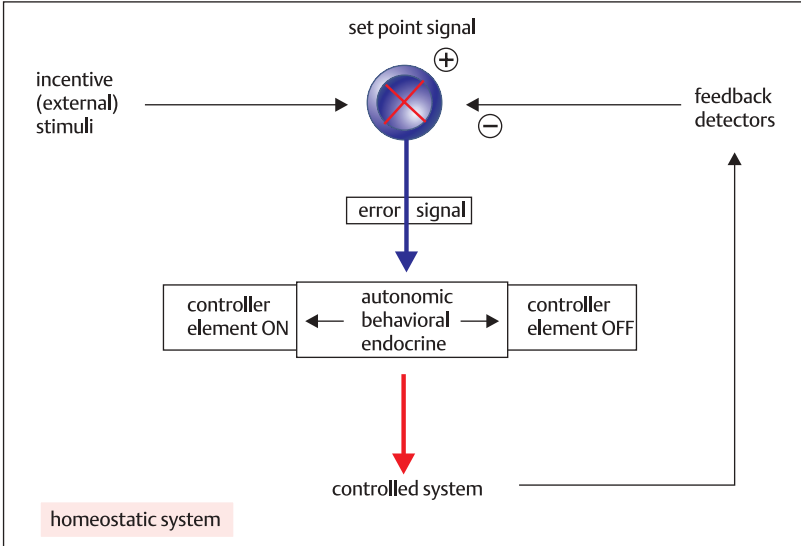 set point signal
+
incentive
(external)
stimuli
feedback
detectors
−
error signal
controller
element ON
autonomic
behavioral
endocrine
controller
element OFF
controlled system
homeostatic system